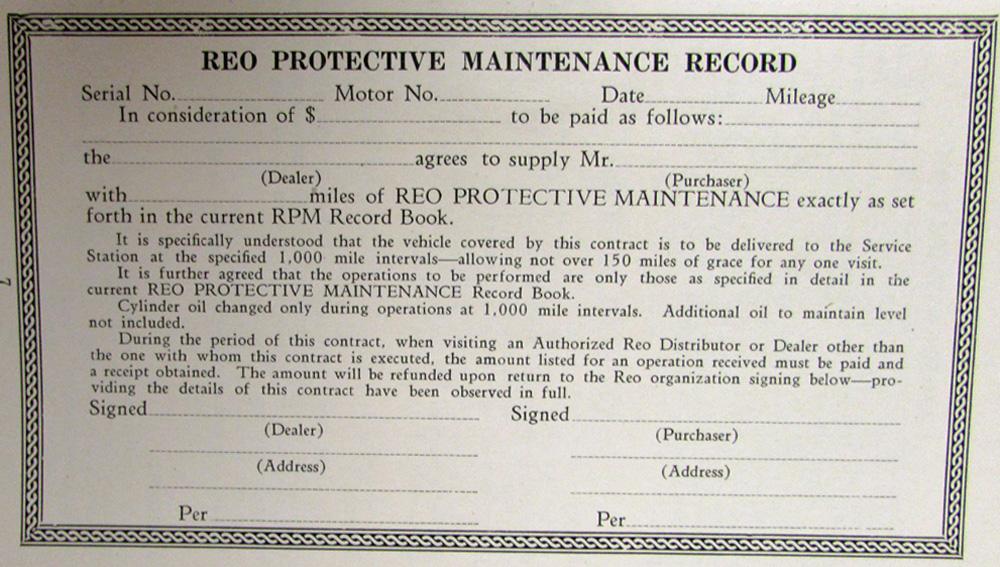 REO PROTECTIVE MAINTENANCE RECORD
Serial No. Motor No. Date Mileage
In consideration of $ to be paid as follows:
the agrees to supply Mr.
(Dealer) (Purchaser)
with miles of REO PROTECTIVE MAINTENANCE exactly as set
forth in the current RPM Record Book.
It is specifically understood that the vehicle covered by this contract is to be delivered to the Service
Station at the specified 1,000 mile intervals—allowing not over 150 miles of grace for any one visit.
It is further agreed that the operations to be performed are only those as specified in detail in the
current REO PROTECTIVE MAINTENANCE Record Book.
Cylinder oil changed only during operations at 1,000 mile intervals. Additional oil to maintain level
not included.
During the period of this contract, when visiting an Authorized Reo Distributor or Dealer other than
the one with whom this contract is executed, the amount listed for an operation received must be paid and
a receipt obtained. The amount will be refunded upon return to the Reo organization signing below—pro-
viding the details of this contract have been observed in full.
Signed Signed
(Dealer) (Purchaser)
(Address) (Address)
Per Per
7